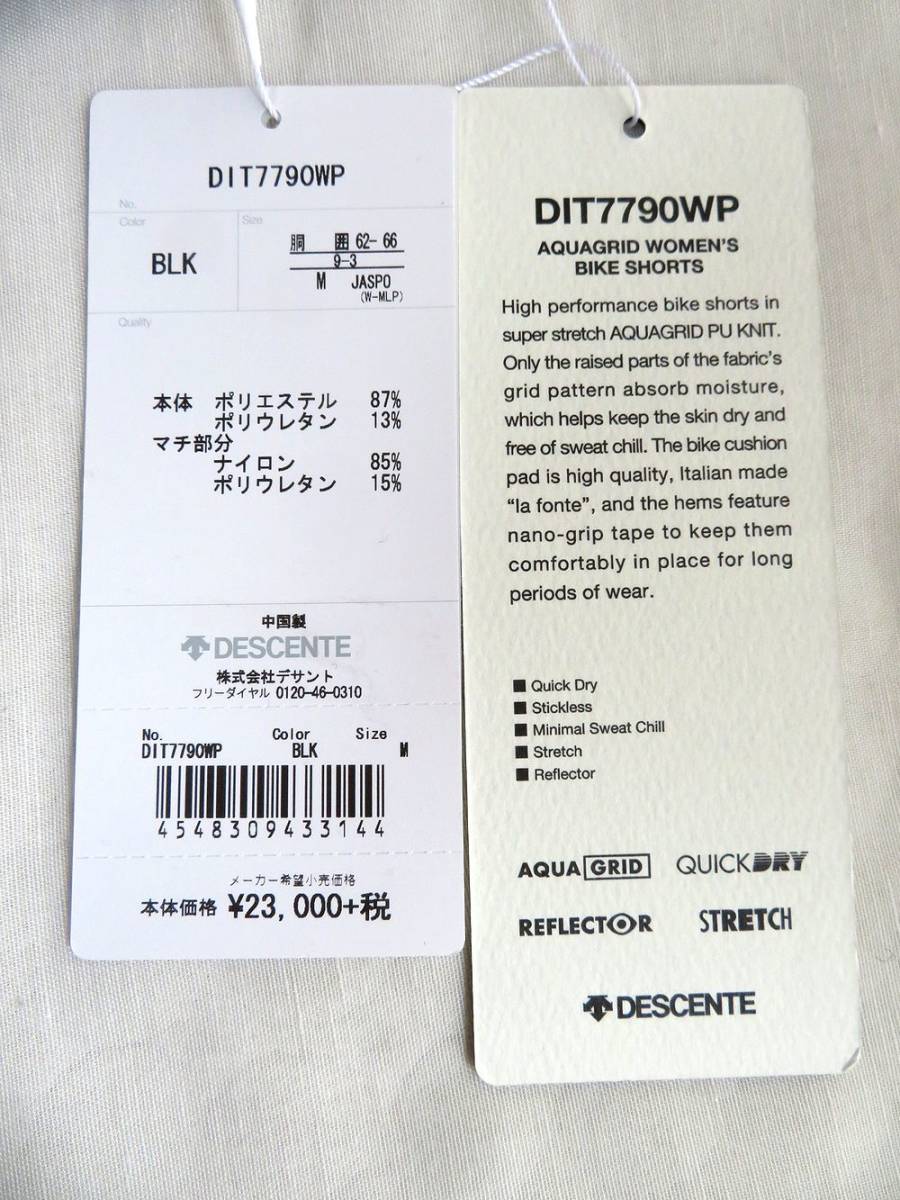 DIT7790WP
No.
Color
Size
BLK
胴 囲 62-66
9-3
M JASPO
(W-MLP)
Quality
本体 ポリエステル 87%
ポリウレタン 13%
マチ部分
ナイロン 85%
ポリウレタン 15%
中国製
DESCENTE
株式会社デサント
フリーダイヤル 0120-46-0310
No. Color Size
DIT7790WP BLK M
4548309433144
メーカー希望小売価格
本体価格 ¥23,000+税
DIT7790WP
AQUAGRID WOMEN'S
BIKE SHORTS
High performance bike shorts in
super stretch AQUAGRID PU KNIT.
Only the raised parts of the fabric's
grid pattern absorb moisture,
which helps keep the skin dry and
free of sweat chill. The bike cushion
pad is high quality, Italian made
“la fonte”, and the hems feature
nano-grip tape to keep them
comfortably in place for long
periods of wear.
■ Quick Dry
■ Stickless
■ Minimal Sweat Chill
■ Stretch
■ Reflector
AQUA GRID QUICK DRY
REFLECTOR STRETCH
DESCENTE